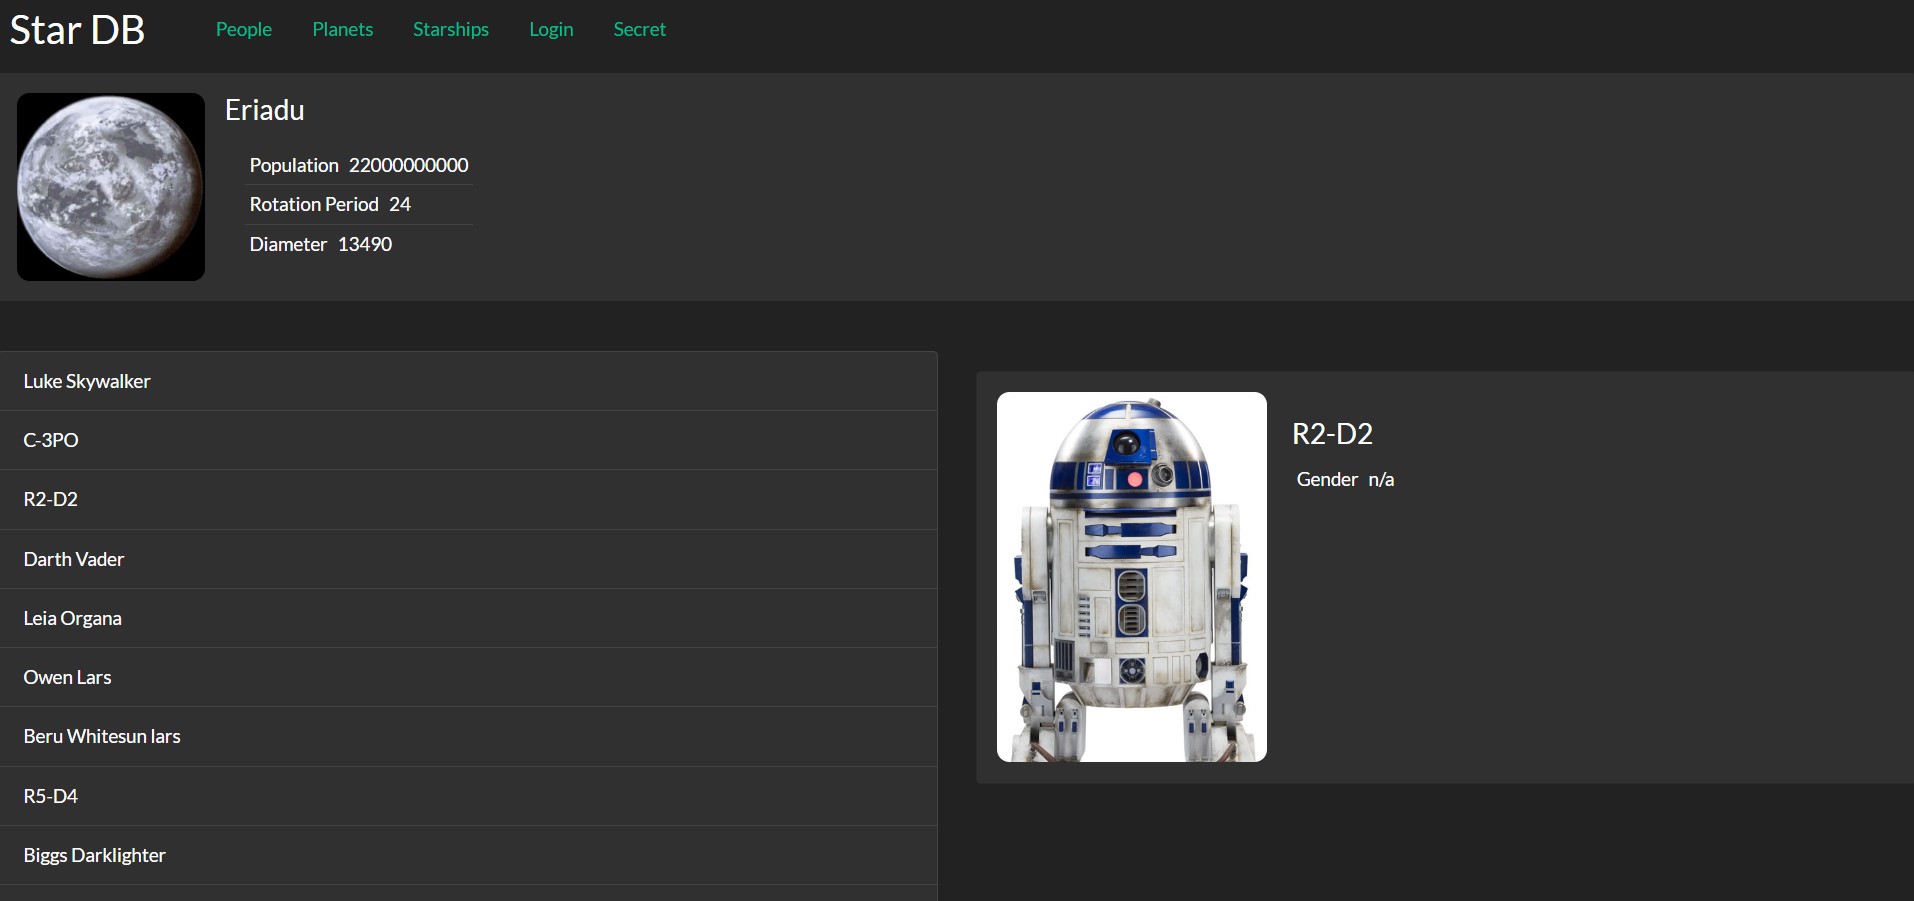 Star DB
People
Planets
Starships
Login
Secret
Eriadu
Population 22000000000
Rotation Period 24
Diameter 13490
Luke Skywalker
C-3PO
R2-D2
Darth Vader
Leia Organa
Owen Lars
Beru Whitesun lars
R5-D4
Biggs Darklighter
R2-D2
Gender n/a